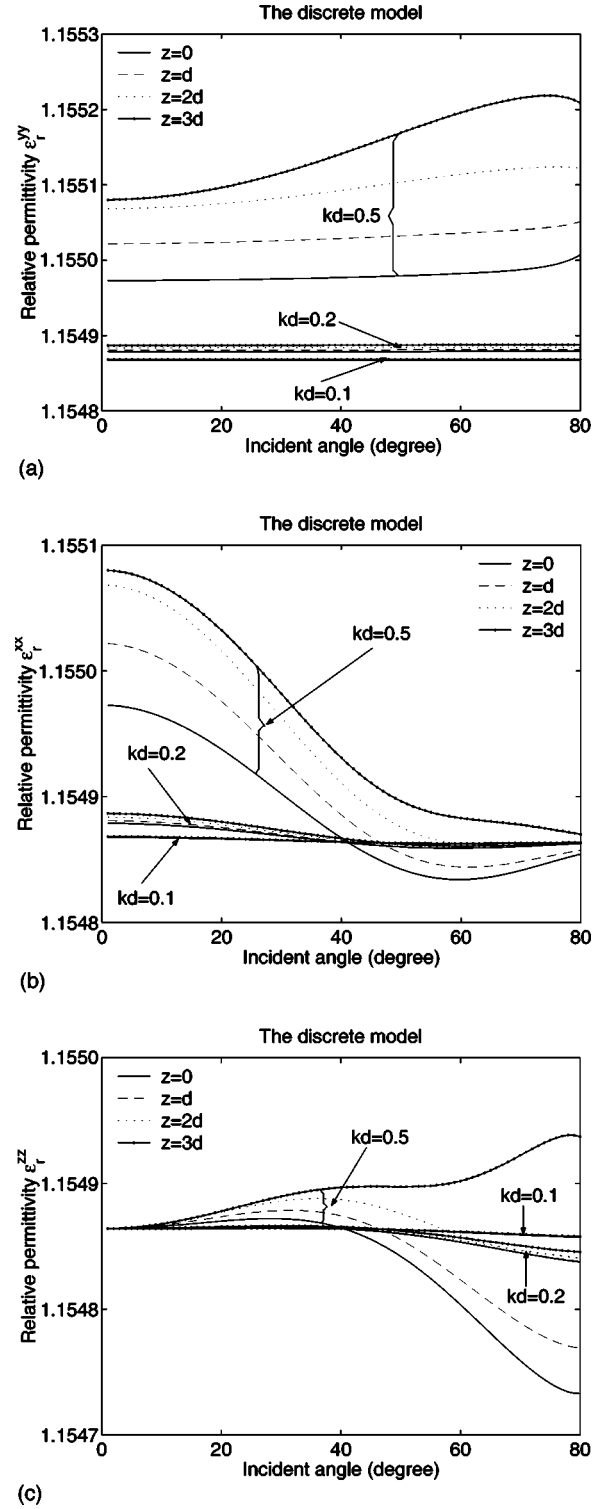 The discrete model
z=0
z=d
z=2d
z=3d
1.1553
1.1552
1.1551
1.1550
1.1549
1.1548
Relative permittivity ε_r^yy
kd=0.5
kd=0.2
kd=0.1
0 20 40 60 80
Incident angle (degree)
(a)
The discrete model
z=0
z=d
z=2d
z=3d
1.1551
1.1550
1.1549
1.1548
Relative permittivity ε_r^xx
kd=0.5
kd=0.2
kd=0.1
0 20 40 60 80
Incident angle (degree)
(b)
The discrete model
z=0
z=d
z=2d
z=3d
1.1550
1.1549
1.1548
1.1547
Relative permittivity ε_r^zz
kd=0.5
kd=0.1
kd=0.2
0 20 40 60 80
Incident angle (degree)
(c)